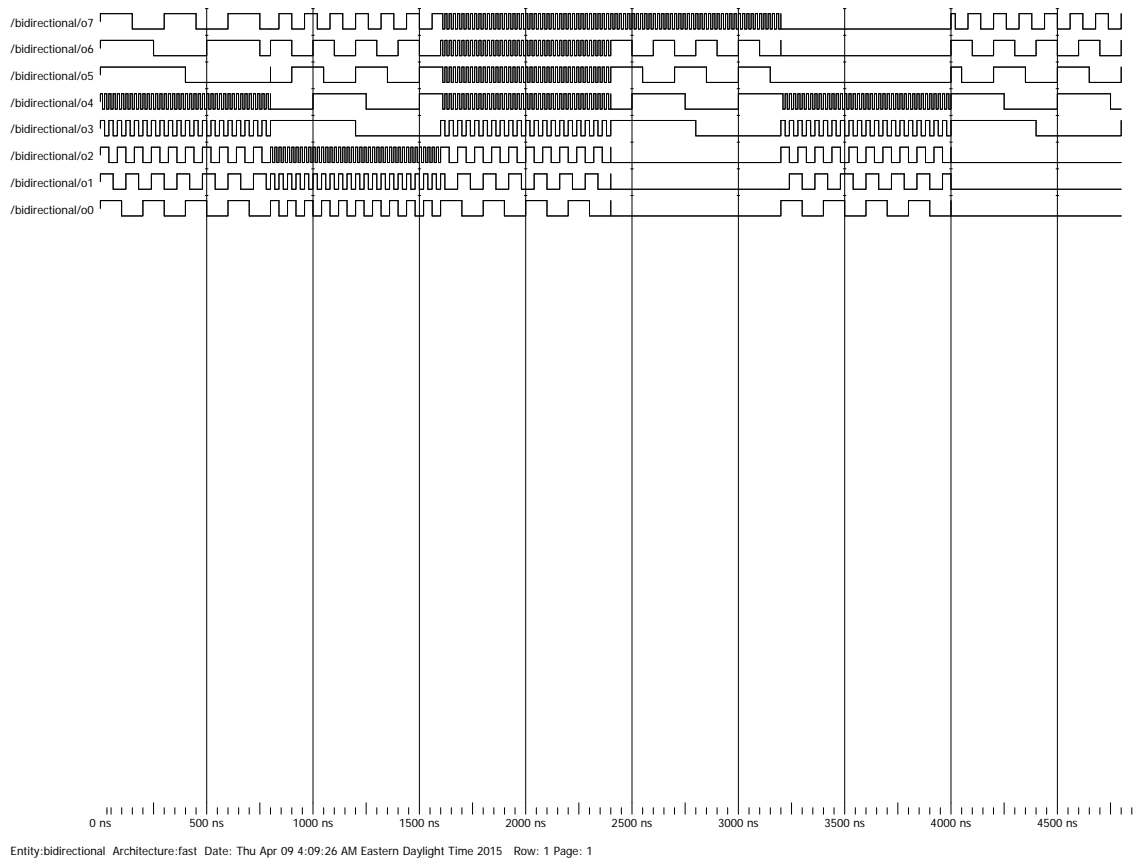 /bidirectional/o7
/bidirectional/o6
/bidirectional/o5
/bidirectional/o4
/bidirectional/o3
/bidirectional/o2
/bidirectional/o1
/bidirectional/o0
0 ns 500 ns 1000 ns 1500 ns 2000 ns 2500 ns 3000 ns 3500 ns 4000 ns 4500 ns
Entity:bidirectional Architecture:fast Date: Thu Apr 09 4:09:26 AM Eastern Daylight Time 2015 Row: 1 Page: 1